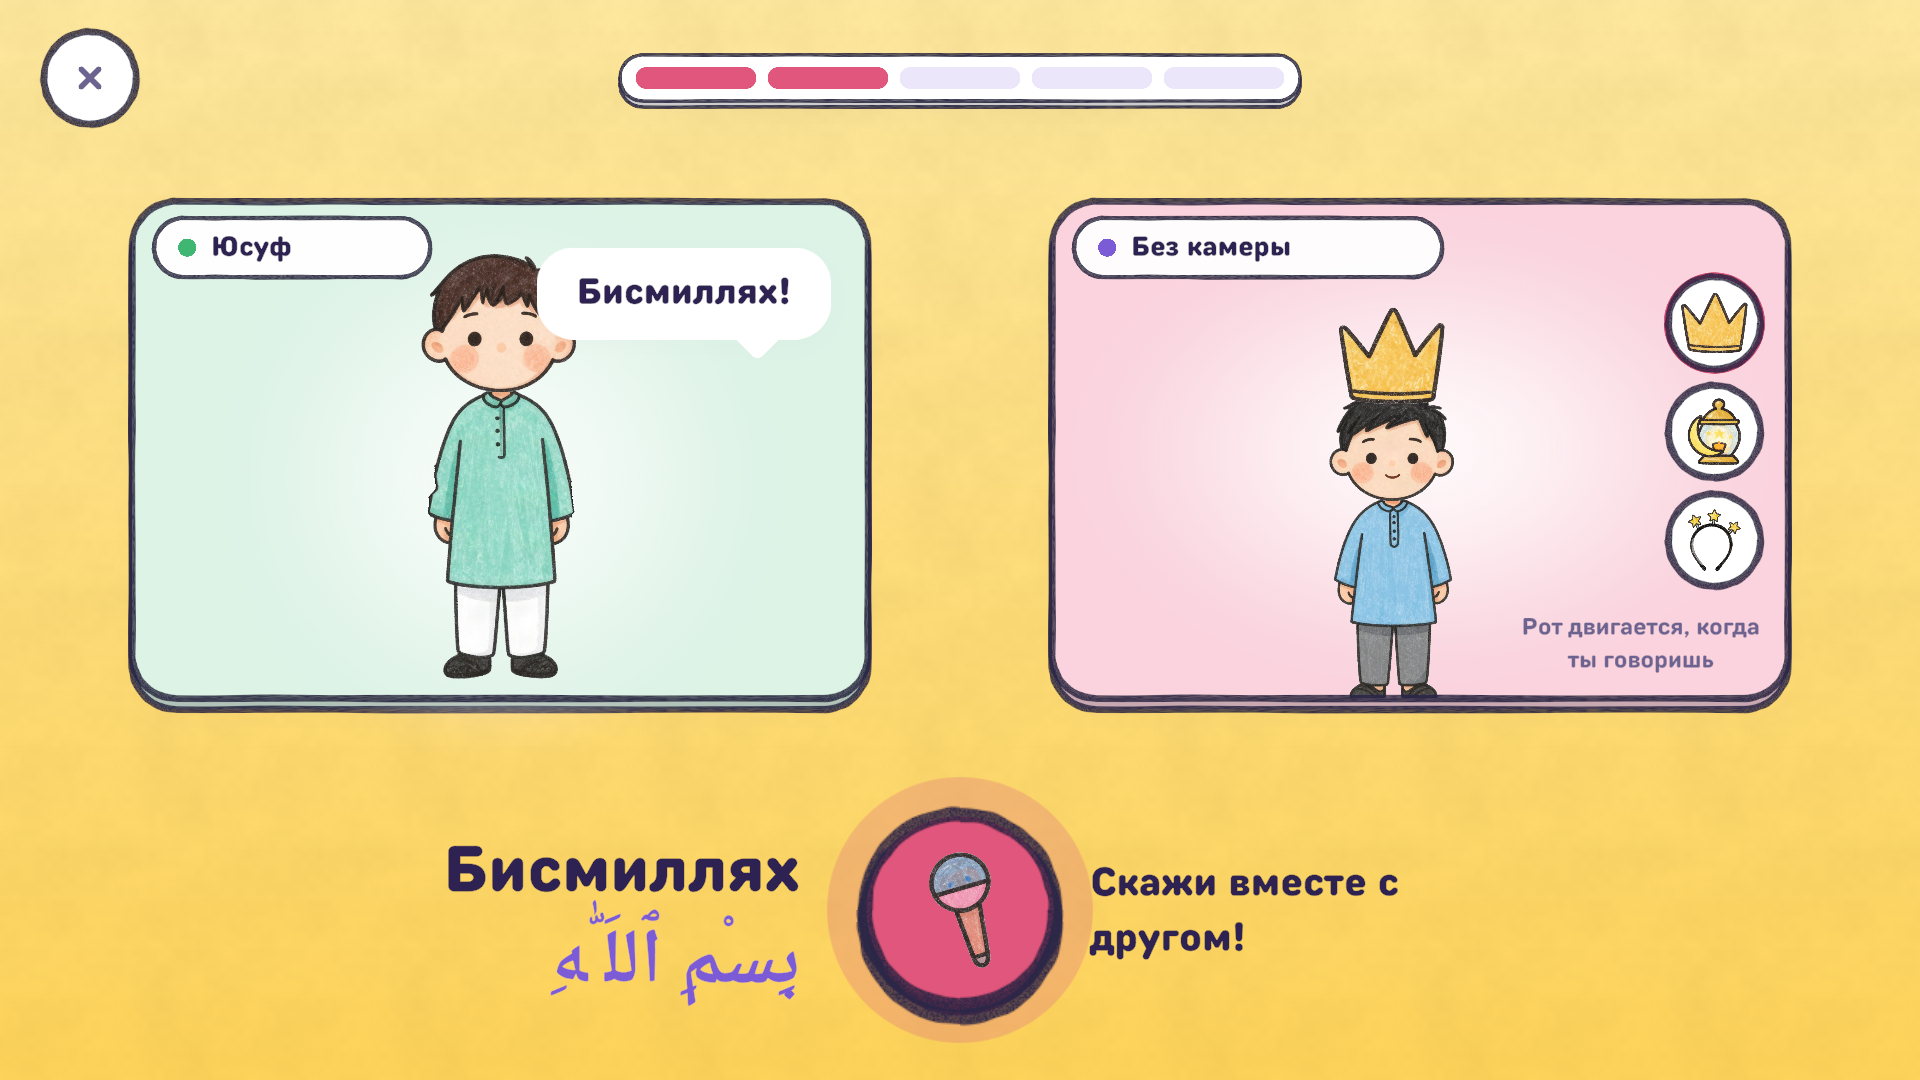 Юсуф
Бисмиллях!
Без камеры
Рот двигается, когда
ты говоришь
Бисмиллях
بِسْمِ ٱللَّٰهِ
Скажи вместе с
другом!